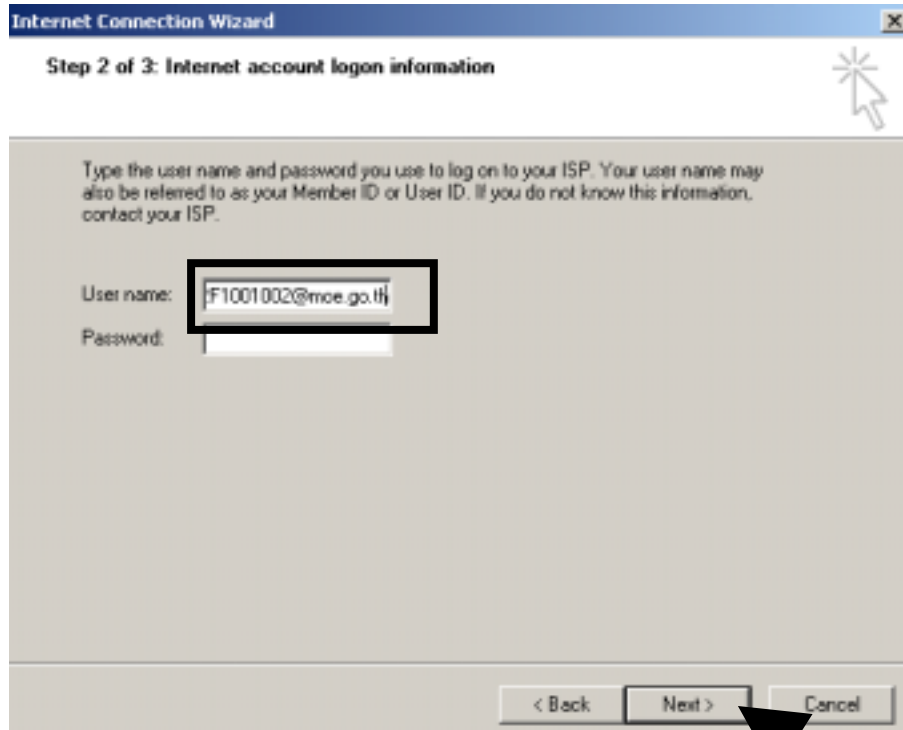 Internet Connection Wizard
Step 2 of 3: Internet account logon information
Type the user name and password you use to log on to your ISP. Your user name may
also be referred to as your Member ID or User ID. If you do not know this information,
contact your ISP.
User name: F1001002@moe.go.th
Password:
< Back Next > Cancel